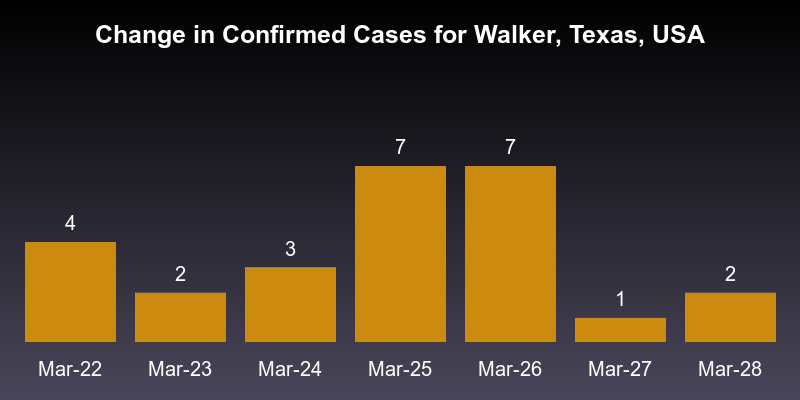 Change in Confirmed Cases for Walker, Texas, USA
7 7
4
3
2 2
1
Mar-22 Mar-23 Mar-24 Mar-25 Mar-26 Mar-27 Mar-28